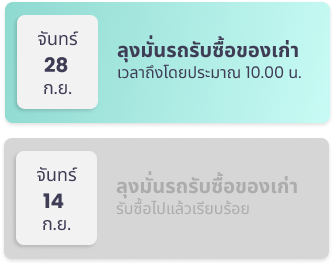 จันทร์
28
ก.ย.
ลุงมั่นรถรับซื้อของเก่า
เวลาถึงโดยประมาณ 10.00 น.
จันทร์
14
ก.ย.
ลุงมั่นรถรับซื้อของเก่า
รับซื้อไปแล้วเรียบร้อย